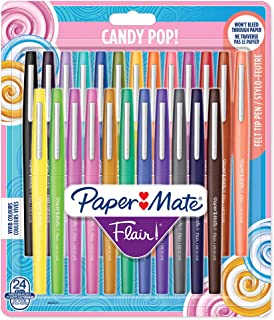 CANDY POP!
WON'T BLEED
THROUGH PAPER
NE TRAVERSE
PAS LE PAPIER
FELT TIP PEN / STYLO-FEUTRE
Paper Mate
Flair
VIVID COLOURS
COULEURS VIVES
24